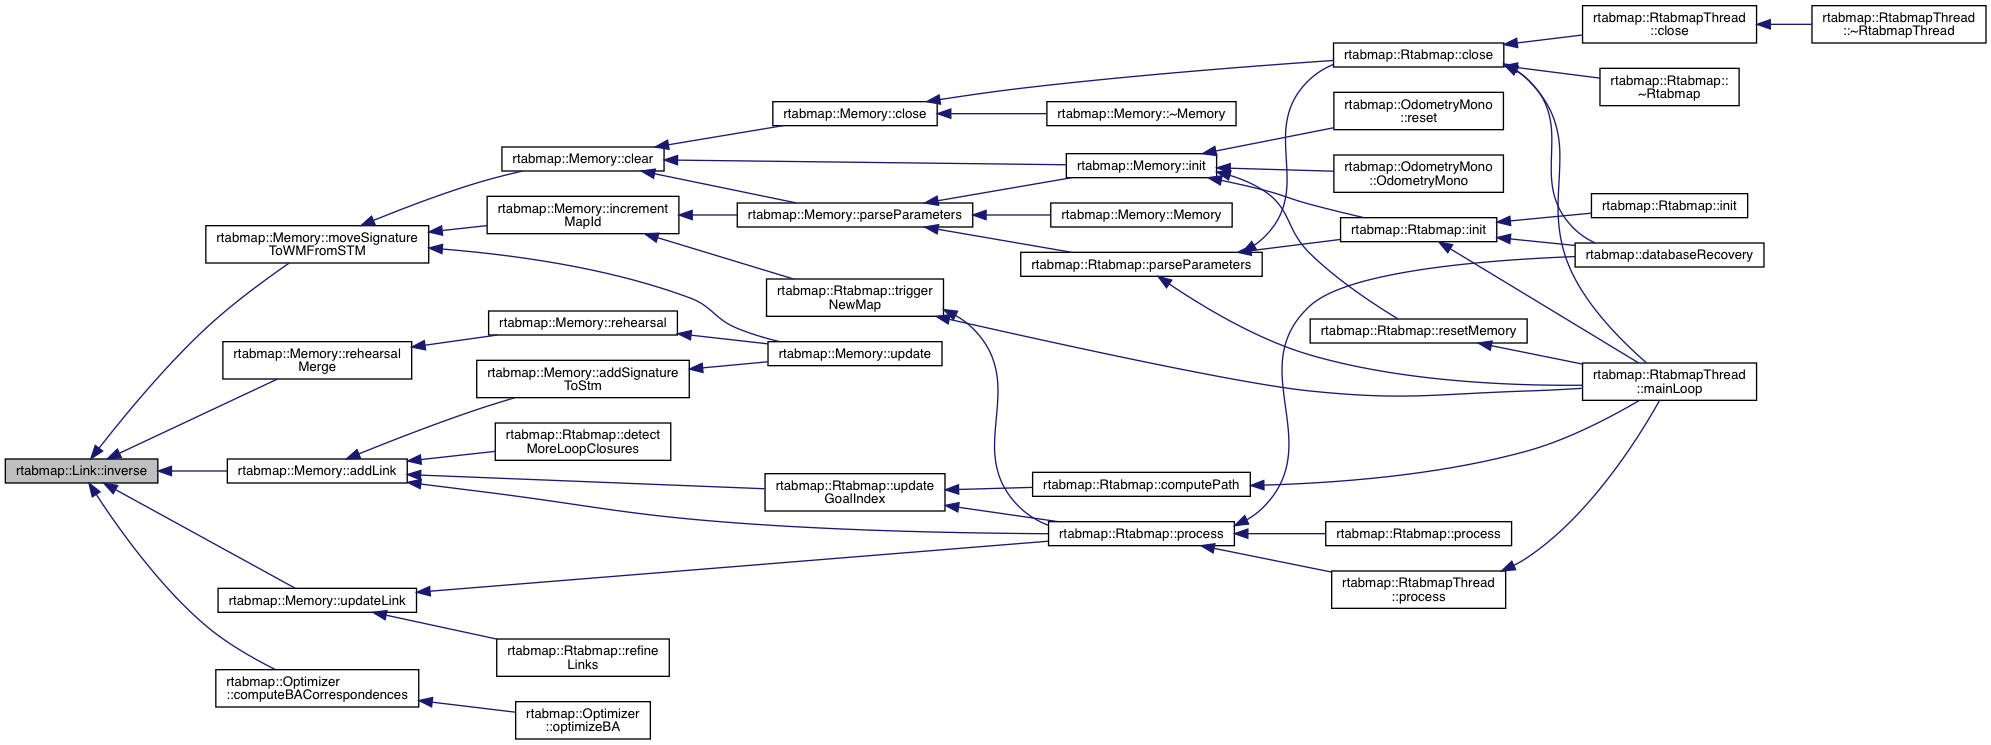 rtabmap::RtabmapThread
::close
rtabmap::RtabmapThread
::~RtabmapThread
rtabmap::Rtabmap::close
rtabmap::Rtabmap::
~Rtabmap
rtabmap::Memory::close
rtabmap::Memory::~Memory
rtabmap::OdometryMono
::reset
rtabmap::Memory::clear
rtabmap::Memory::init
rtabmap::OdometryMono
::OdometryMono
rtabmap::Memory::increment
MapId
rtabmap::Memory::parseParameters
rtabmap::Memory::Memory
rtabmap::Rtabmap::init
rtabmap::Rtabmap::init
rtabmap::Memory::moveSignature
ToWMFromSTM
rtabmap::databaseRecovery
rtabmap::Rtabmap::parseParameters
rtabmap::Rtabmap::trigger
NewMap
rtabmap::Memory::rehearsal
rtabmap::Rtabmap::resetMemory
rtabmap::Memory::rehearsal
Merge
rtabmap::Memory::update
rtabmap::Memory::addSignature
ToStm
rtabmap::RtabmapThread
::mainLoop
rtabmap::Rtabmap::detect
MoreLoopClosures
rtabmap::Link::inverse
rtabmap::Memory::addLink
rtabmap::Rtabmap::update
GoalIndex
rtabmap::Rtabmap::computePath
rtabmap::Rtabmap::process
rtabmap::Rtabmap::process
rtabmap::RtabmapThread
::process
rtabmap::Memory::updateLink
rtabmap::Rtabmap::refine
Links
rtabmap::Optimizer
::computeBACorrespondences
rtabmap::Optimizer
::optimizeBA